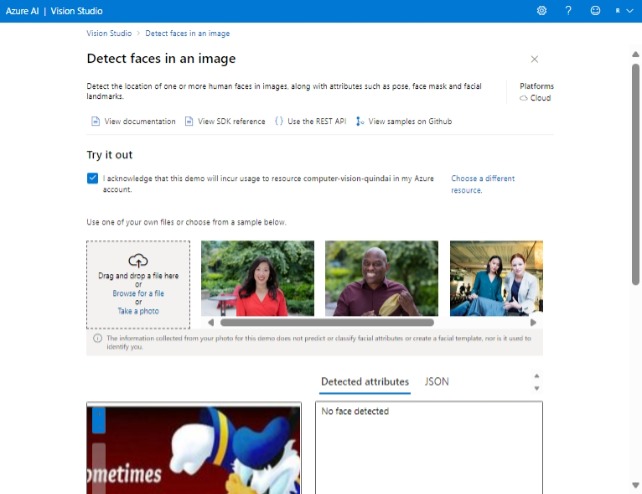 Azure AI | Vision Studio
Vision Studio > Detect faces in an image
Detect faces in an image
Detect the location of one or more human faces in images, along with attributes such as pose, face mask and facial
landmarks.
Platforms
Cloud
View documentation View SDK reference Use the REST API View samples on Github
Try it out
I acknowledge that this demo will incur usage to resource computer-vision-quindai in my Azure
account.
Choose a different
resource.
Use one of your own files or choose from a sample below.
Drag and drop a file here
or
Browse for a file
or
Take a photo
The information collected from your photo for this demo does not predict or classify facial attributes or create a facial template, nor is it used to
identify you.
Detected attributes JSON
No face detected
ometimes